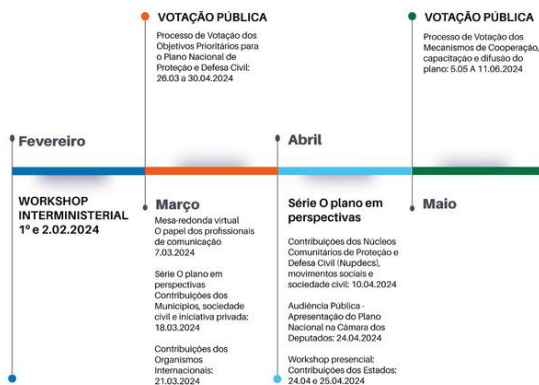 VOTAÇÃO PÚBLICA
Processo de Votação dos
Objetivos Prioritários para
o Plano Nacional de
Proteção e Defesa Civil:
26.03 a 30.04.2024
VOTAÇÃO PÚBLICA
Processo de Votação dos
Mecanismos de Cooperação,
capacitação e difusão do
plano: 5.05 A 11.06.2024
Fevereiro
WORKSHOP
INTERMINISTERIAL
1º e 2.02.2024
Março
Mesa-redonda virtual
O papel dos profissionais
de comunicação
7.03.2024
Série O plano em
perspectivas
Contribuições dos
Municípios, sociedade
civil e iniciativa privada:
18.03.2024
Contribuições dos
Organismos
Internacionais:
21.03.2024
Abril
Série O plano em
perspectivas
Contribuições dos Núcleos
Comunitários de Proteção e
Defesa Civil (Nupdecs),
movimentos sociais e
sociedade civil: 10.04.2024
Audiência Pública -
Apresentação do Plano
Nacional na Câmara dos
Deputados: 24.04.2024
Workshop presencial:
Contribuições dos Estados:
24.04 e 25.04.2024
Maio